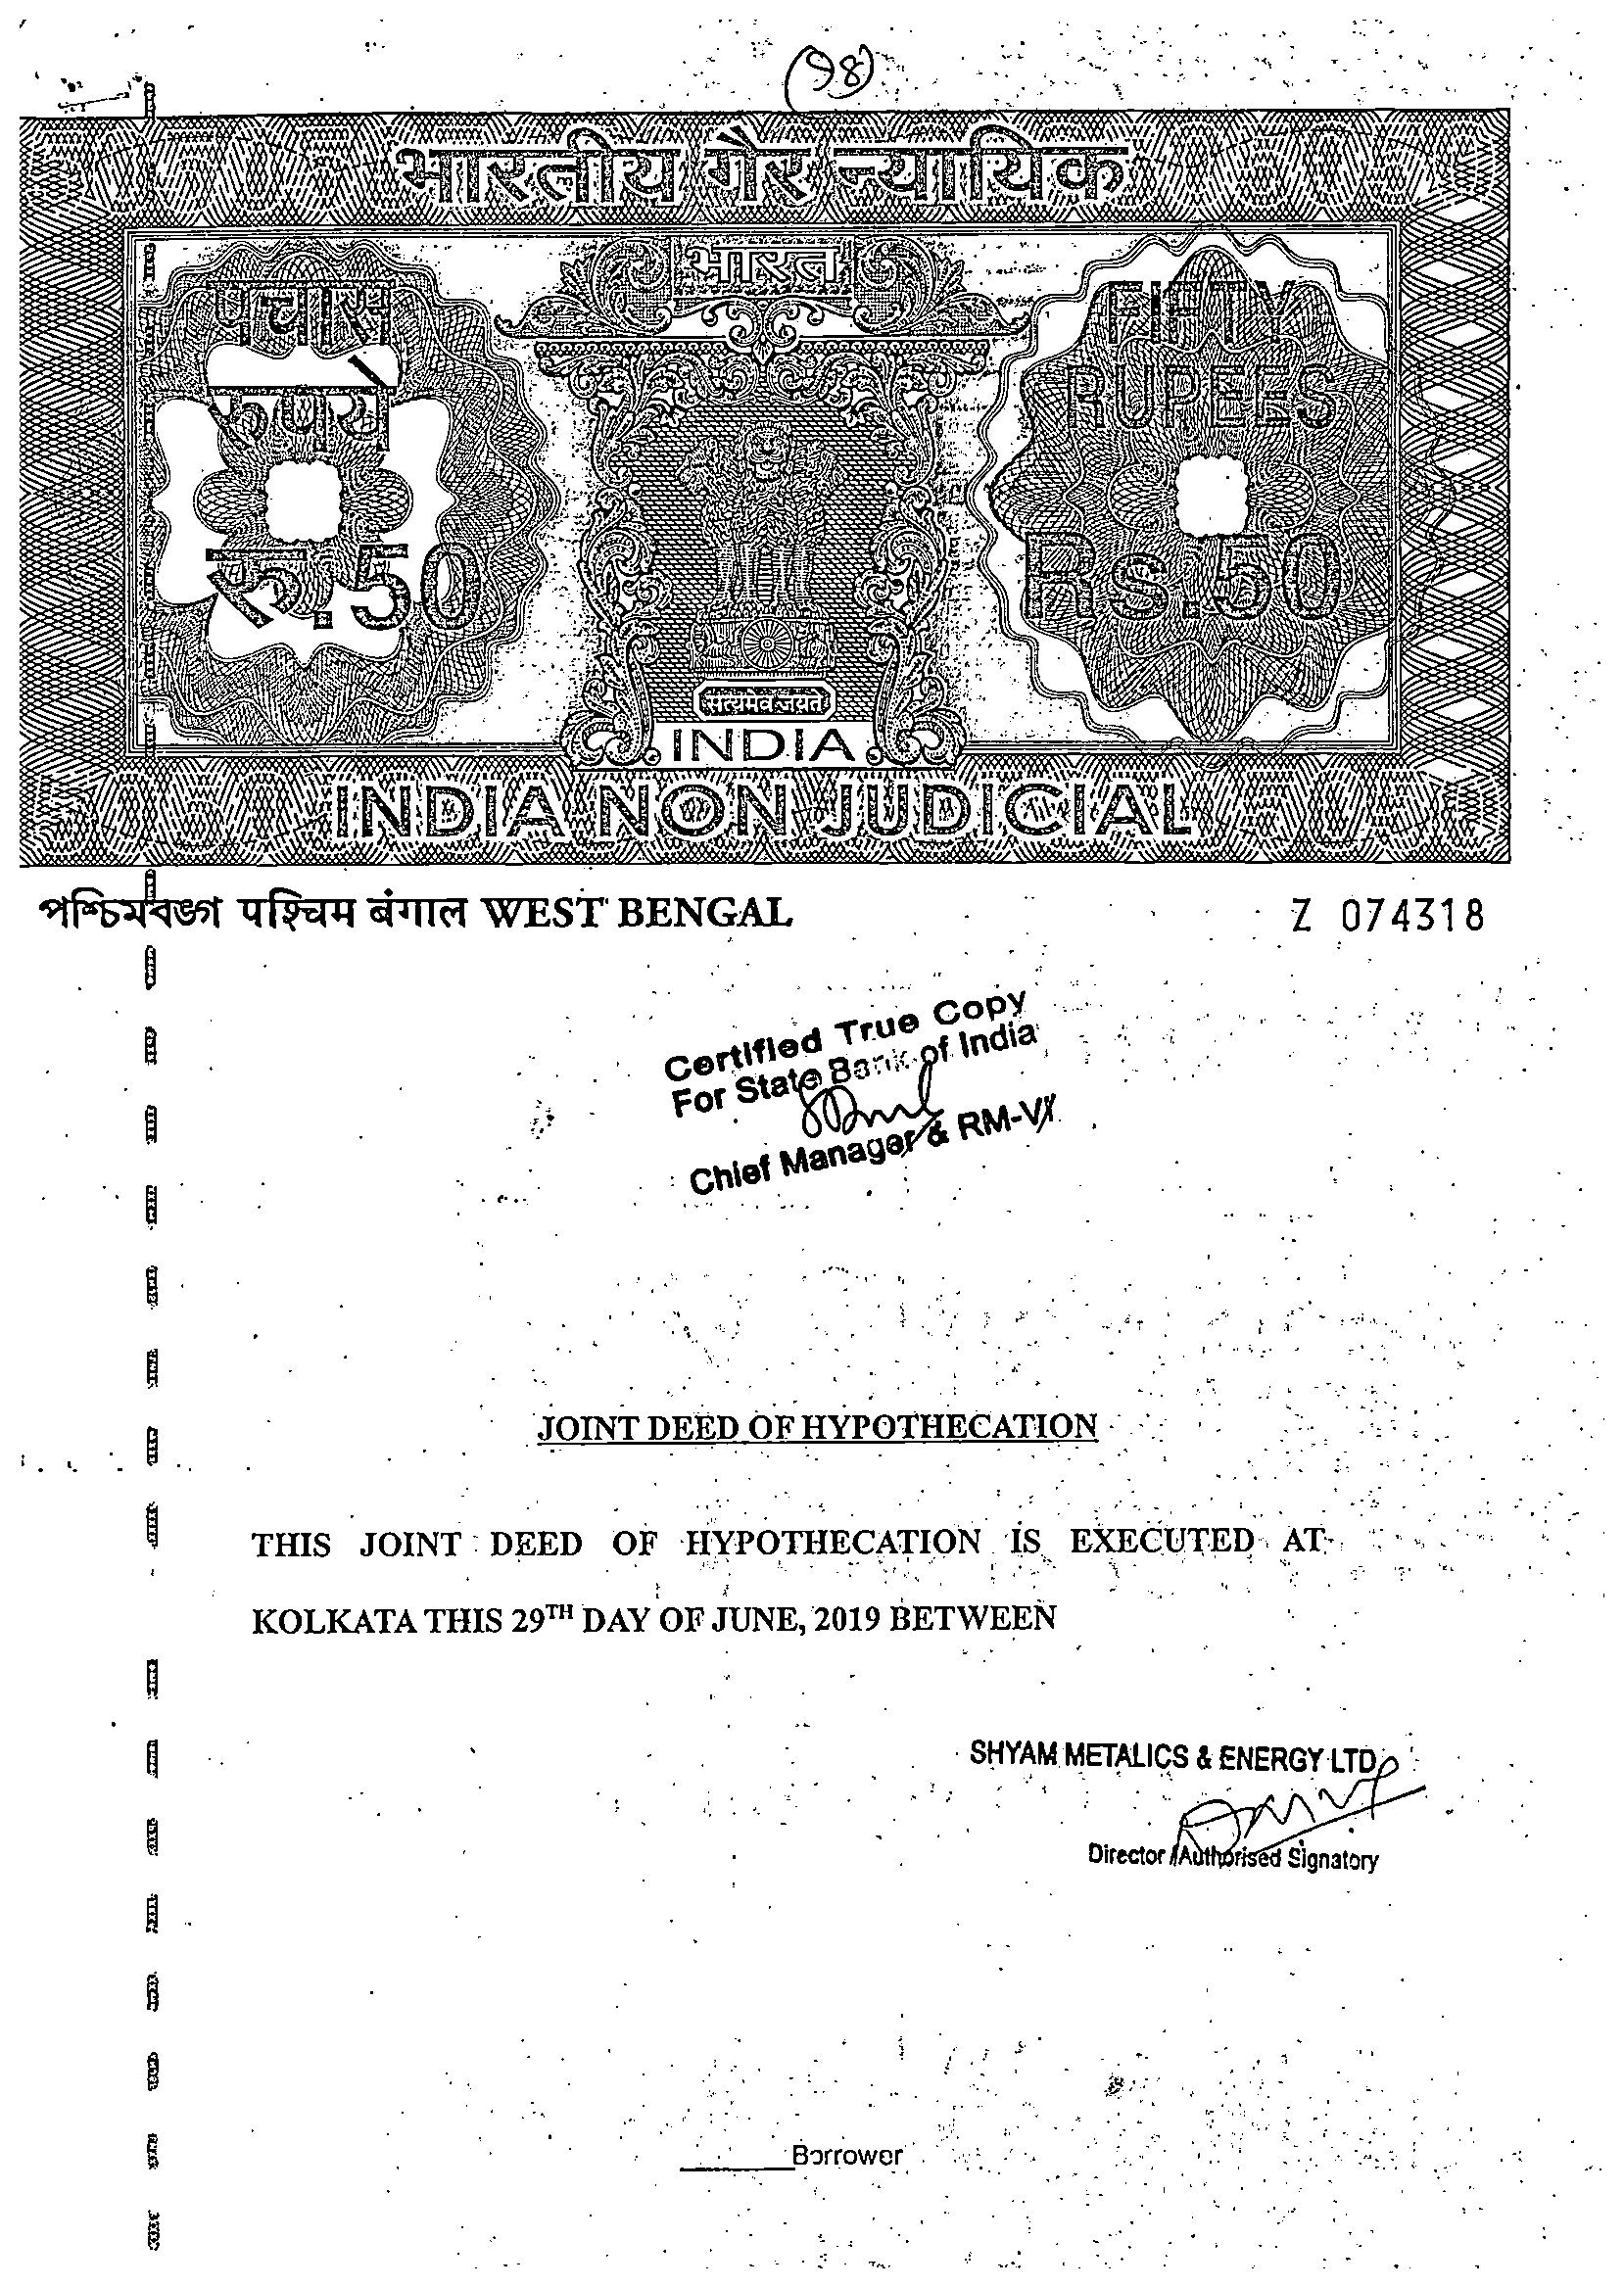 भारतीय गैर न्यायिक
भारत
पचास
रुपये
रु.50
FIFTY
RUPEES
Rs.50
सत्यमेव जयते
INDIA
INDIA NON JUDICIAL
পশ্চিমবঙ্গ पश्चिम बंगाल WEST BENGAL
Z 074318
Certified True Copy
For State Bank of India
Chief Manager & RM-VI
JOINT DEED OF HYPOTHECATION
THIS JOINT DEED OF HYPOTHECATION IS EXECUTED AT
KOLKATA THIS 29TH DAY OF JUNE, 2019 BETWEEN
SHYAM METALICS & ENERGY LTD
Director / Authorised Signatory
Borrower